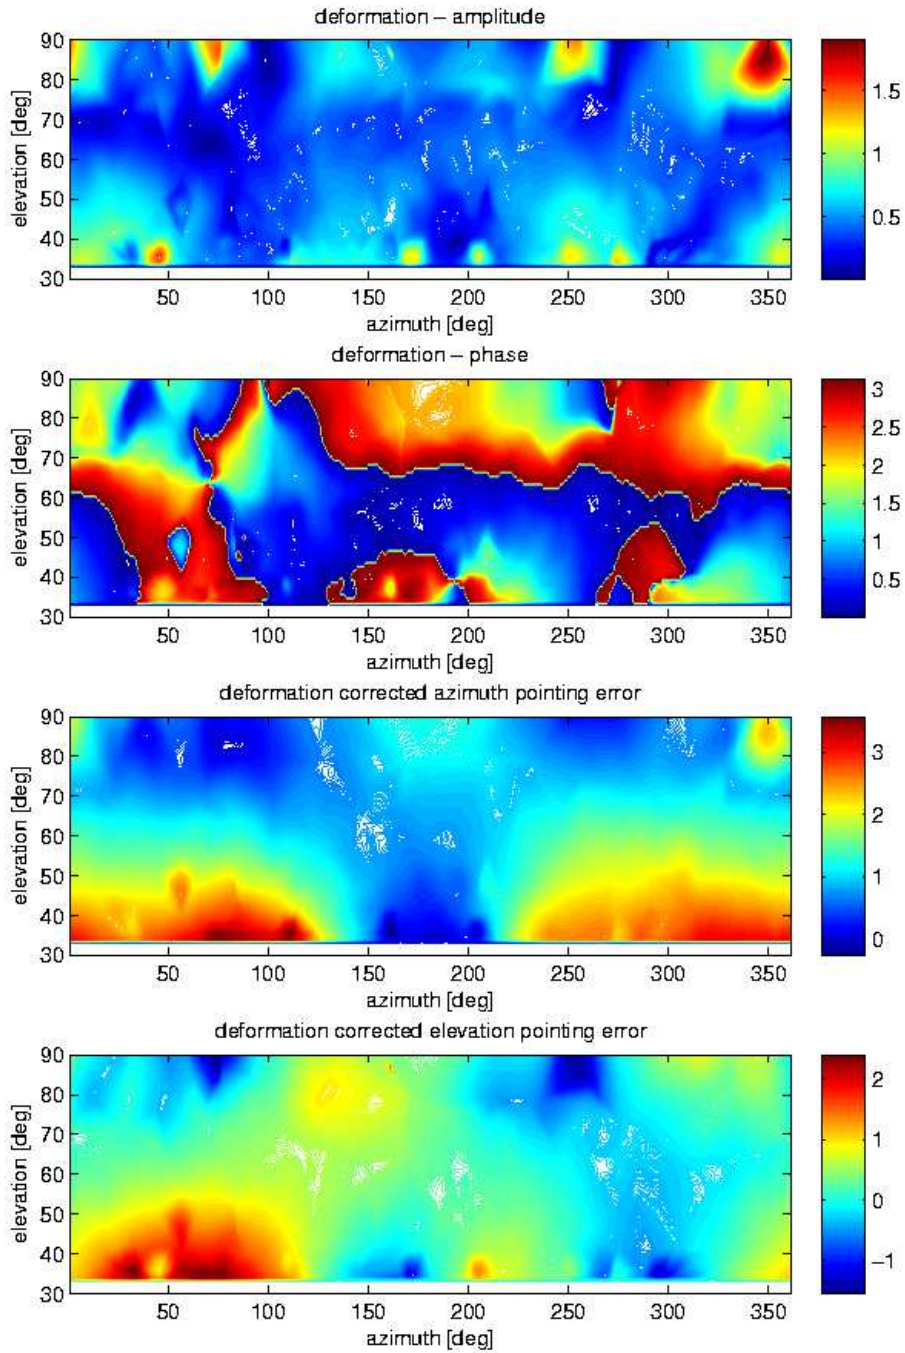 deformation – amplitude
90
80
70
60
50
40
30
elevation [deg]
50 100 150 200 250 300 350
azimuth [deg]
1.5
1
0.5
deformation – phase
90
80
70
60
50
40
30
elevation [deg]
50 100 150 200 250 300 350
azimuth [deg]
3
2.5
2
1.5
1
0.5
deformation corrected azimuth pointing error
90
80
70
60
50
40
30
elevation [deg]
50 100 150 200 250 300 350
azimuth [deg]
3
2
1
0
deformation corrected elevation pointing error
90
80
70
60
50
40
30
elevation [deg]
50 100 150 200 250 300 350
azimuth [deg]
2
1
0
−1